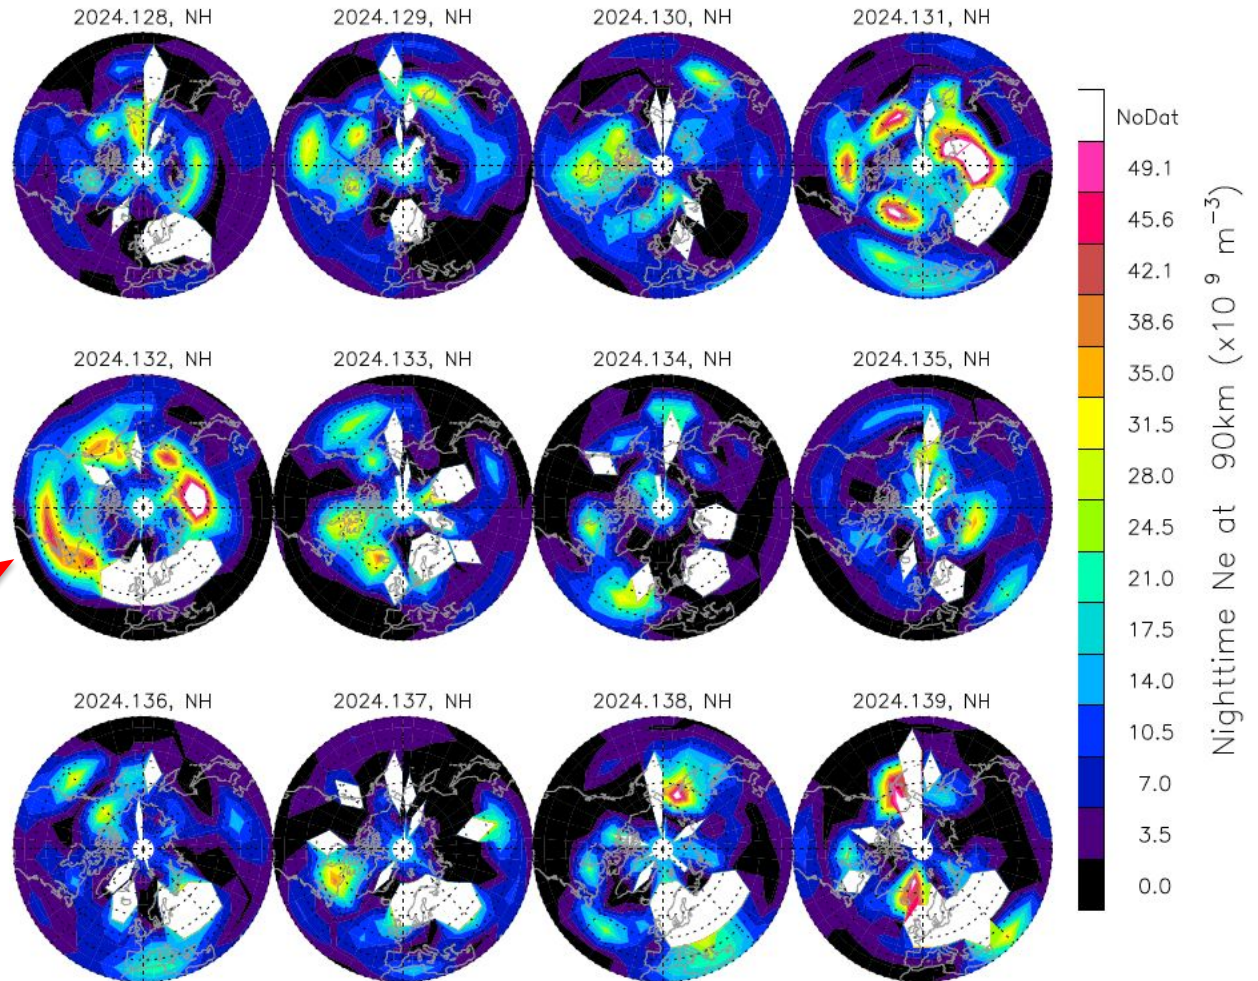 2024.128, NH
2024.129, NH
2024.130, NH
2024.131, NH
2024.132, NH
2024.133, NH
2024.134, NH
2024.135, NH
2024.136, NH
2024.137, NH
2024.138, NH
2024.139, NH
NoDat
49.1
45.6
42.1
38.6
35.0
31.5
28.0
24.5
21.0
17.5
14.0
10.5
7.0
3.5
0.0
Nighttime Ne at 90km (x10⁹ m⁻³)